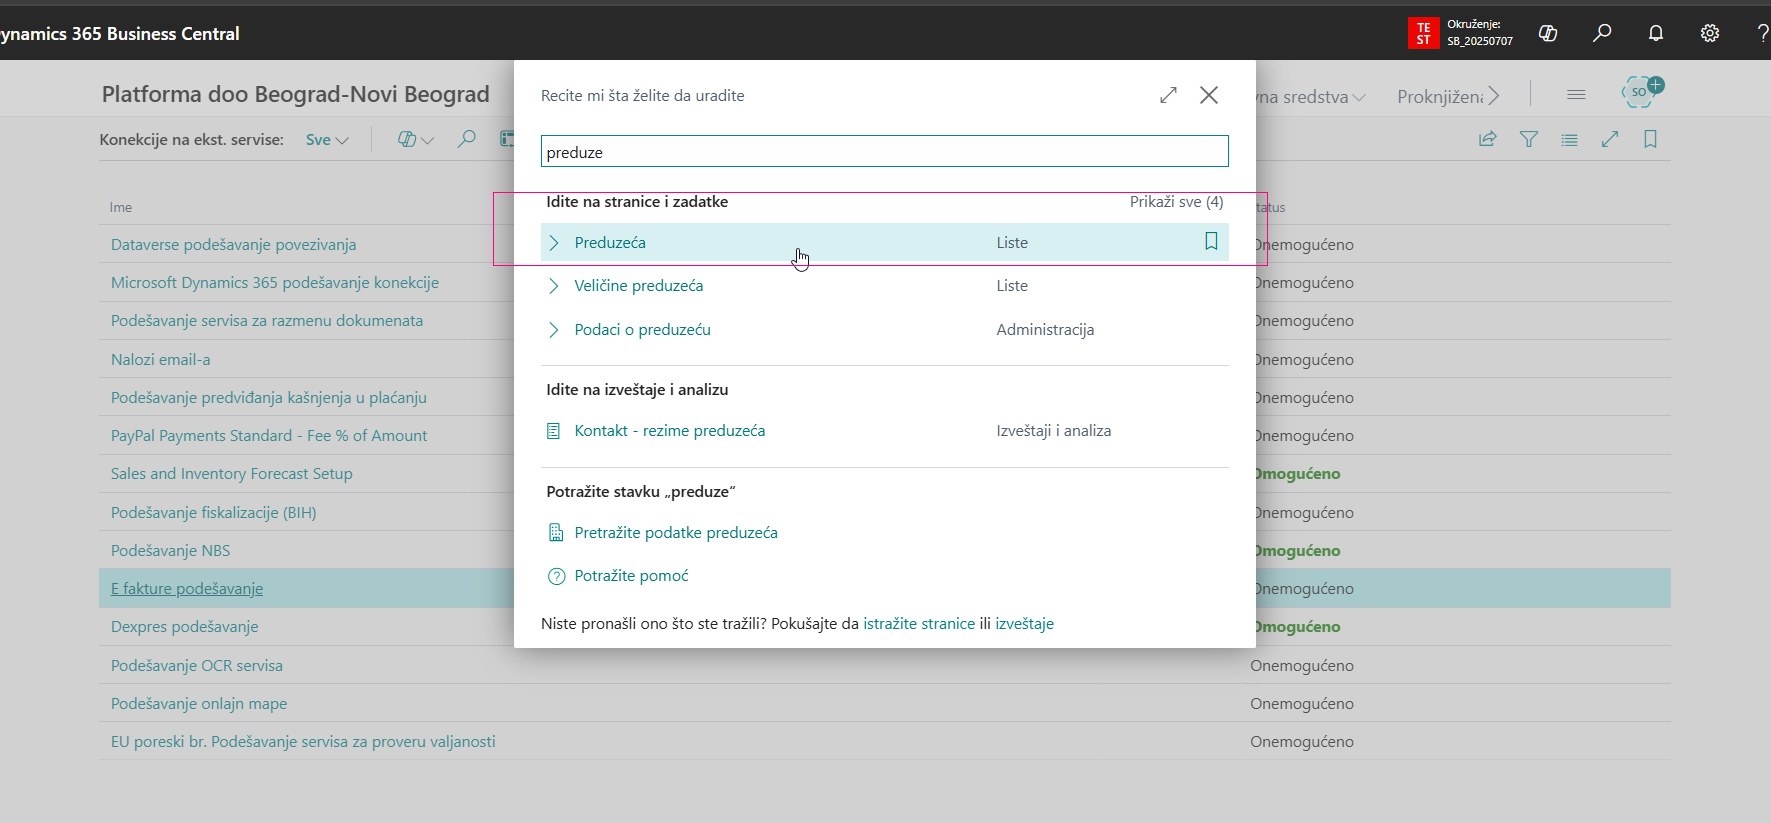 ynamics 365 Business Central
TE
ST
Okruženje:
SB_20250707
?
Platforma doo Beograd-Novi Beograd
Recite mi šta želite da uradite
sredstva
SO
Konekcije na ekst. servise: Sve
preduze
Idite na stranice i zadatke Prikaži sve (4)
Ime
Preduzeća Liste
Veličine preduzeća Liste
Podaci o preduzeću Administracija
Idite na izveštaje i analizu
Kontakt - rezime preduzeća Izveštaji i analiza
Potražite stavku „preduze“
Pretražite podatke preduzeća
Potražite pomoć
Niste pronašli ono što ste tražili? Pokušajte da istražite stranice ili izveštaje
Dataverse podešavanje povezivanja Onemogućeno
Microsoft Dynamics 365 podešavanje konekcije Onemogućeno
Podešavanje servisa za razmenu dokumenata Onemogućeno
Nalozi email-a Onemogućeno
Podešavanje predviđanja kašnjenja u plaćanju Onemogućeno
PayPal Payments Standard - Fee % of Amount Onemogućeno
Sales and Inventory Forecast Setup Omogućeno
Podešavanje fiskalizacije (BIH) Onemogućeno
Podešavanje NBS Omogućeno
E fakture podešavanje Onemogućeno
Dexpres podešavanje Omogućeno
Podešavanje OCR servisa Onemogućeno
Podešavanje onlajn mape Onemogućeno
EU poreski br. Podešavanje servisa za proveru valjanosti Onemogućeno